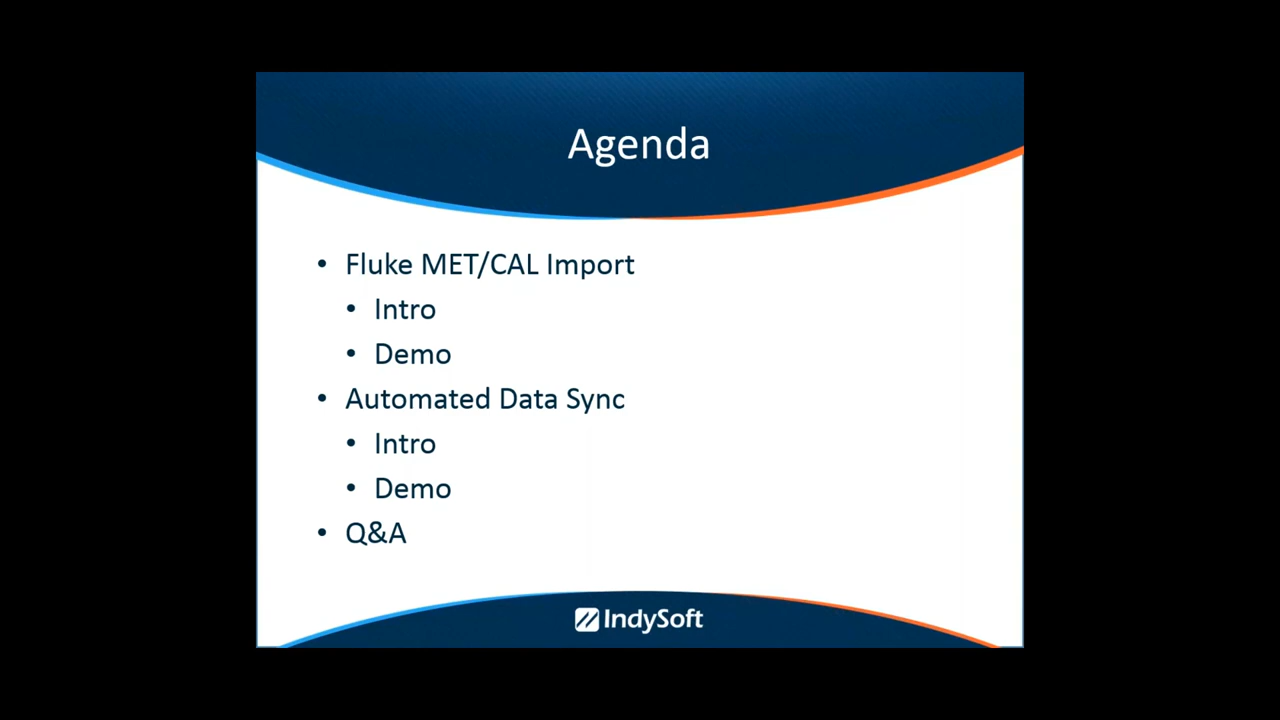 Agenda
• Fluke MET/CAL Import
• Intro
• Demo
• Automated Data Sync
• Intro
• Demo
• Q&A
IndySoft